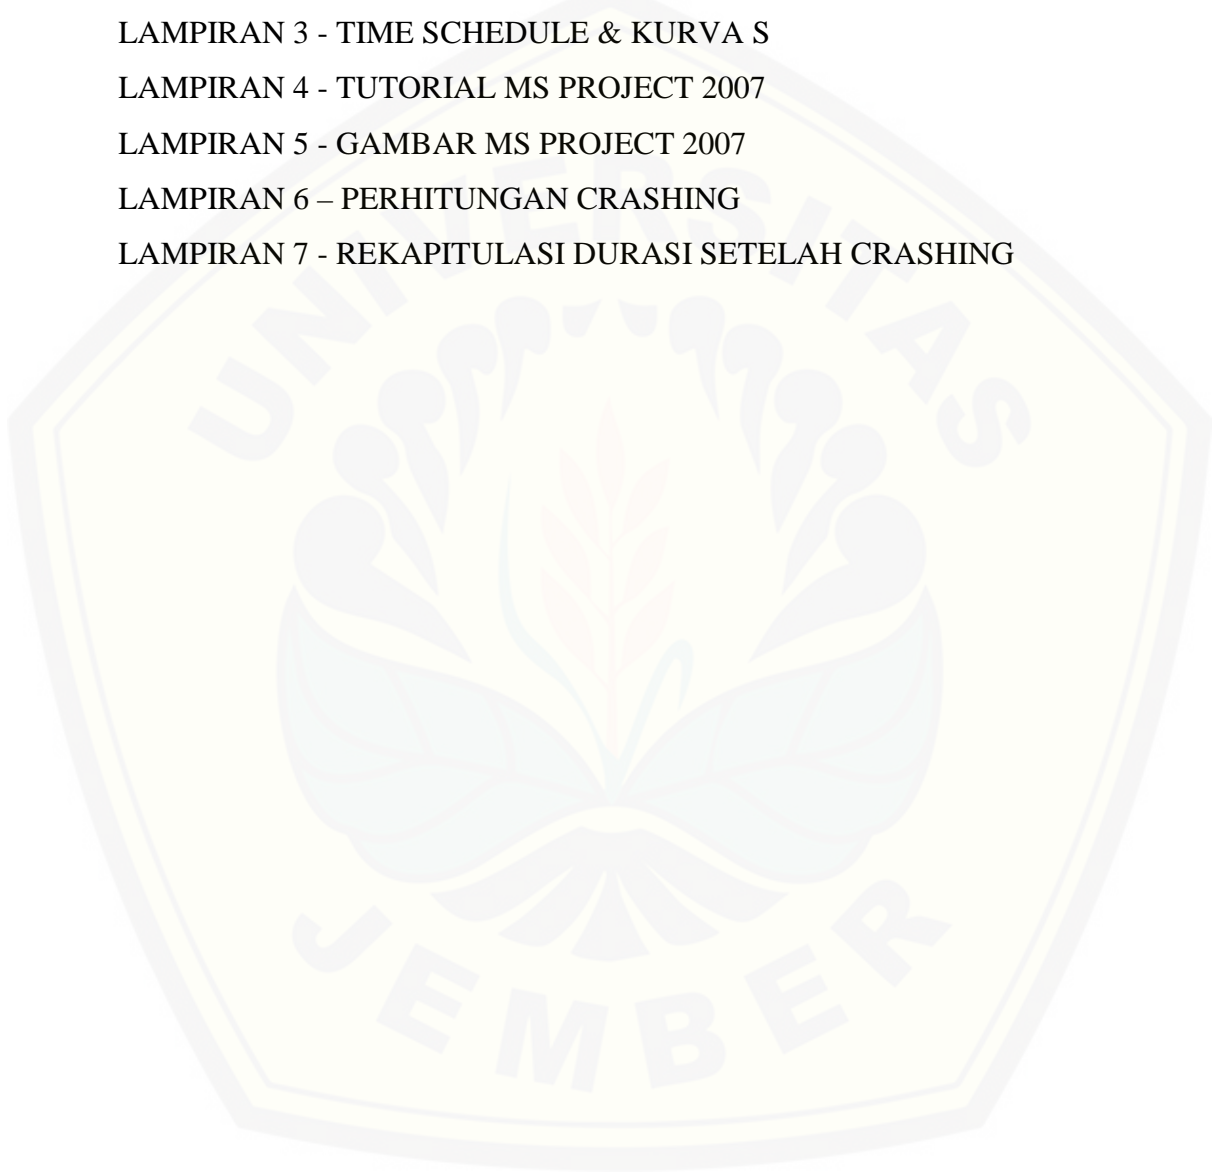 LAMPIRAN 3 - TIME SCHEDULE & KURVA S
LAMPIRAN 4 - TUTORIAL MS PROJECT 2007
LAMPIRAN 5 - GAMBAR MS PROJECT 2007
LAMPIRAN 6 – PERHITUNGAN CRASHING
LAMPIRAN 7 - REKAPITULASI DURASI SETELAH CRASHING
UNIVERSITAS
JEMBER